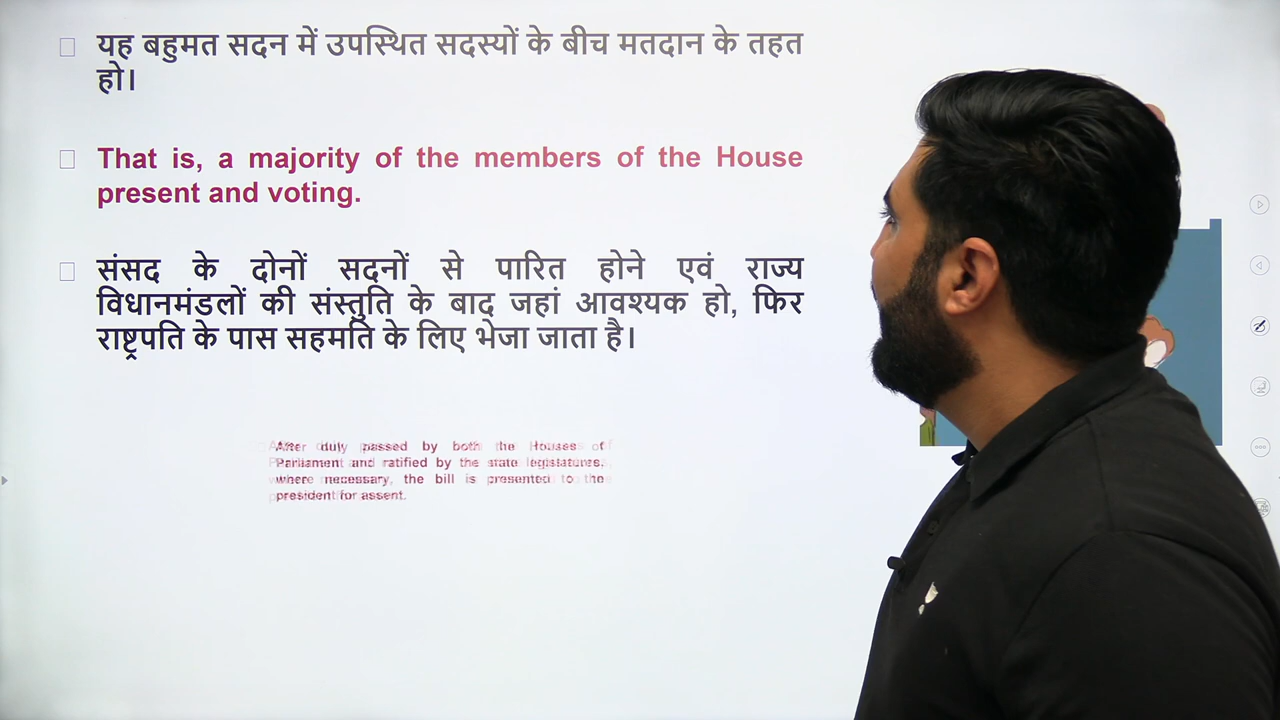 यह बहुमत सदन में उपस्थित सदस्यों के बीच मतदान के तहत
हो।
That is, a majority of the members of the House
present and voting.
संसद के दोनों सदनों से पारित होने एवं राज्य
विधानमंडलों की संस्तुति के बाद जहां आवश्यक हो, फिर
राष्ट्रपति के पास सहमति के लिए भेजा जाता है।
After duly passed by both the Houses of
Parliament and ratified by the state legislatures,
where necessary, the bill is presented to the
president for assent.